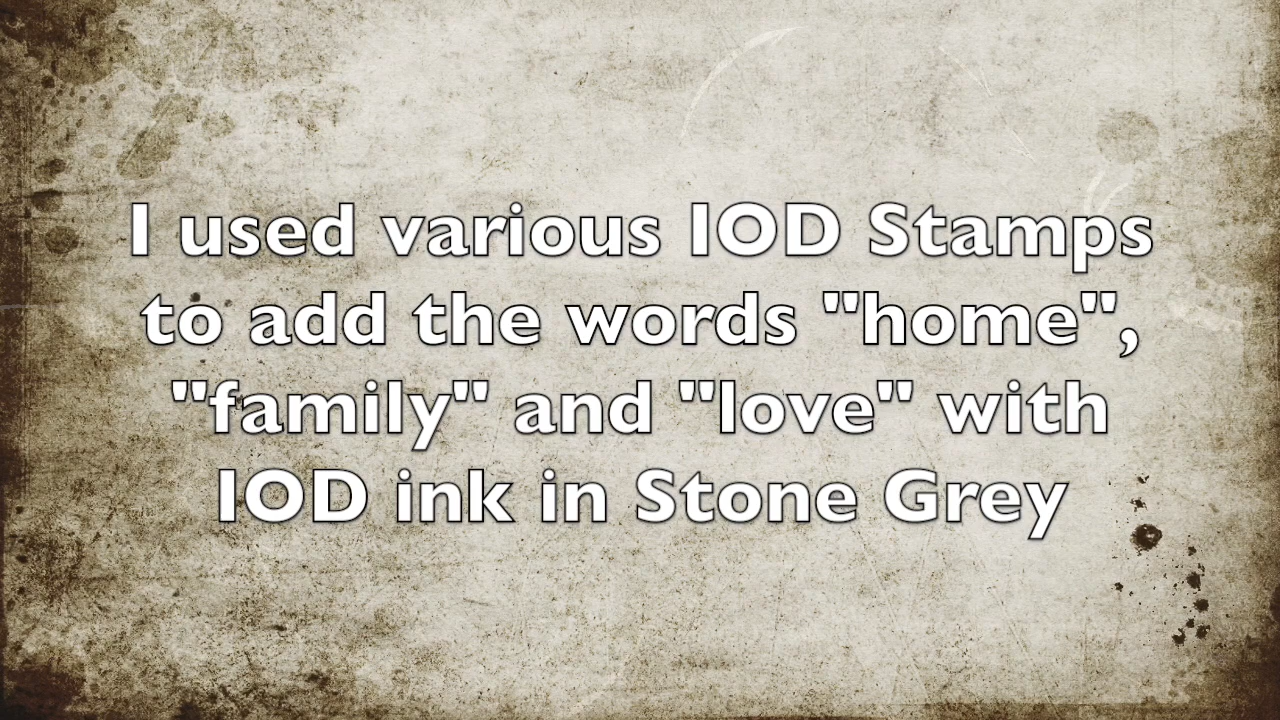 I used various IOD Stamps
to add the words "home",
"family" and "love" with
IOD ink in Stone Grey